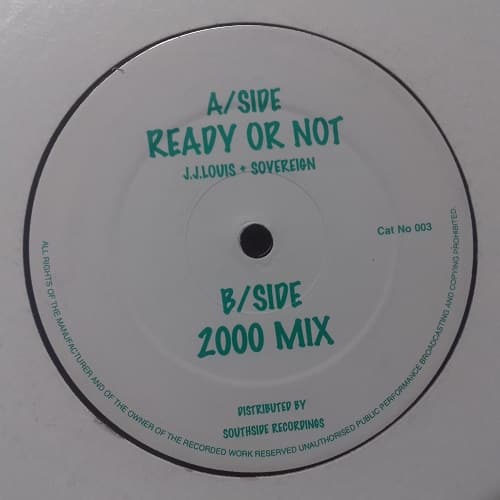 A/SIDE
READY OR NOT
J.J.LOUIS + SOVEREIGN
Cat No 003
B/SIDE
2000 MIX
DISTRIBUTED BY
SOUTHSIDE RECORDINGS
ALL RIGHTS OF THE MANUFACTURER AND OF THE OWNER OF THE RECORDED WORK RESERVED UNAUTHORISED PUBLIC PERFORMANCE BROADCASTING AND COPYING PROHIBITED